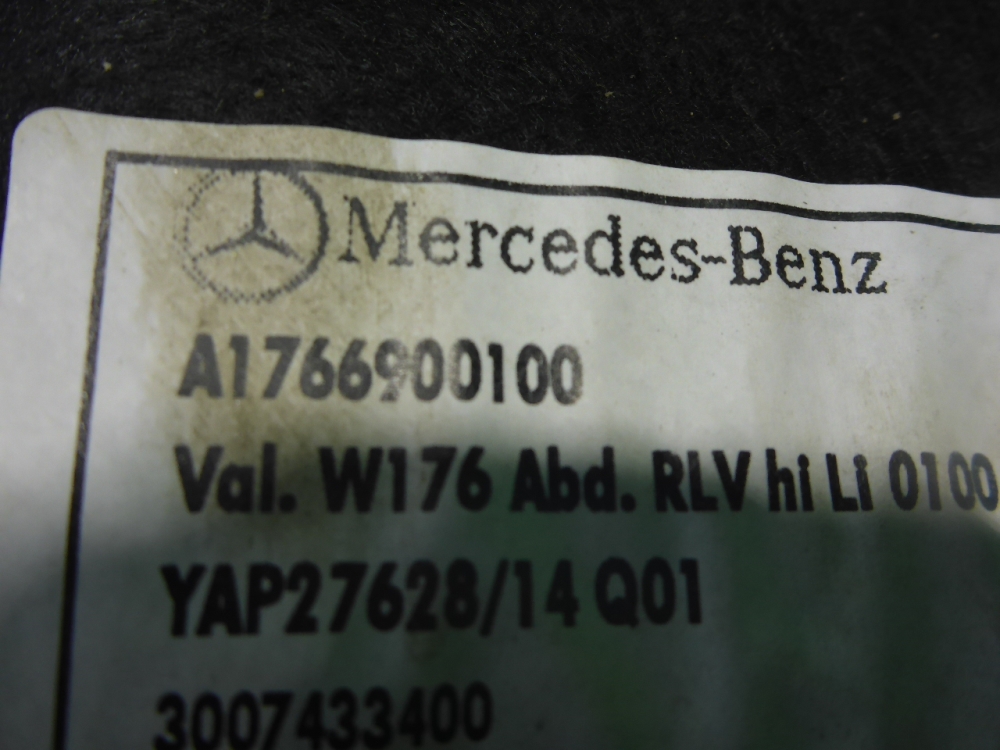 Mercedes-Benz
A1766900100
Val. W176 Abd. RLV hi Li 0100
YAP27628/14 Q01
3007433400